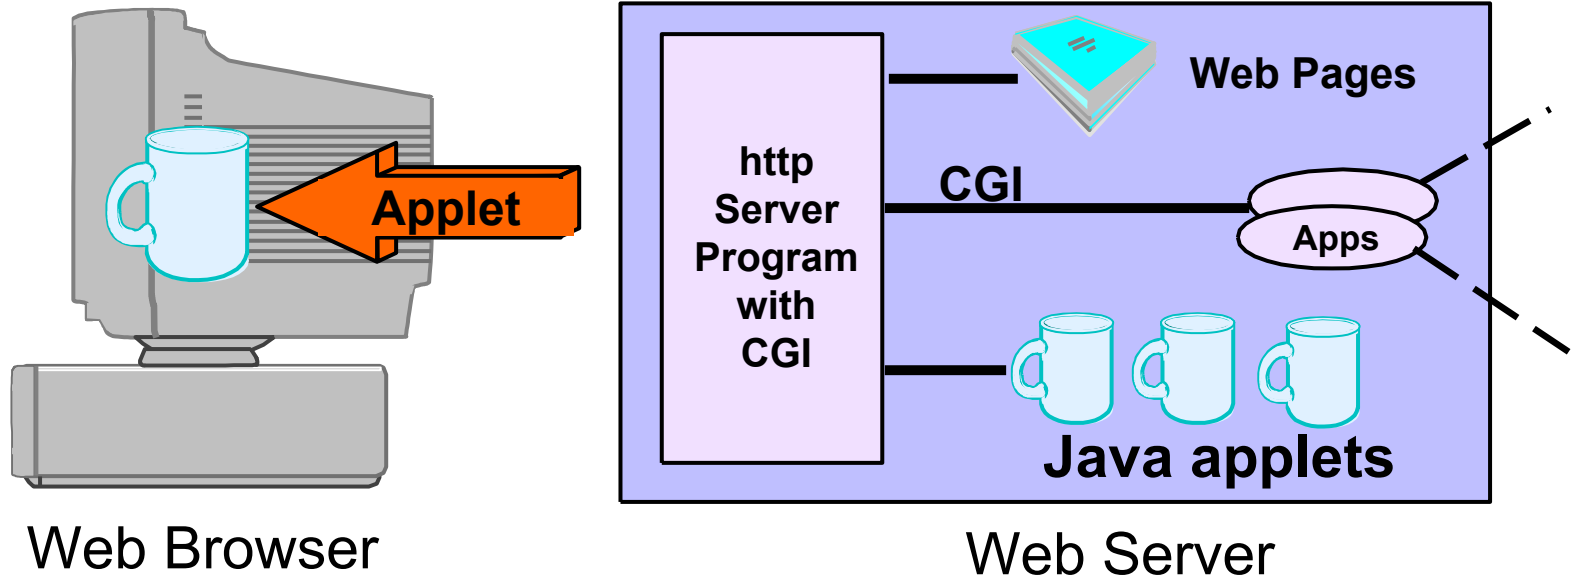 Applet
Web Browser
http
Server
Program
with
CGI
Web Pages
CGI
Apps
Java applets
Web Server